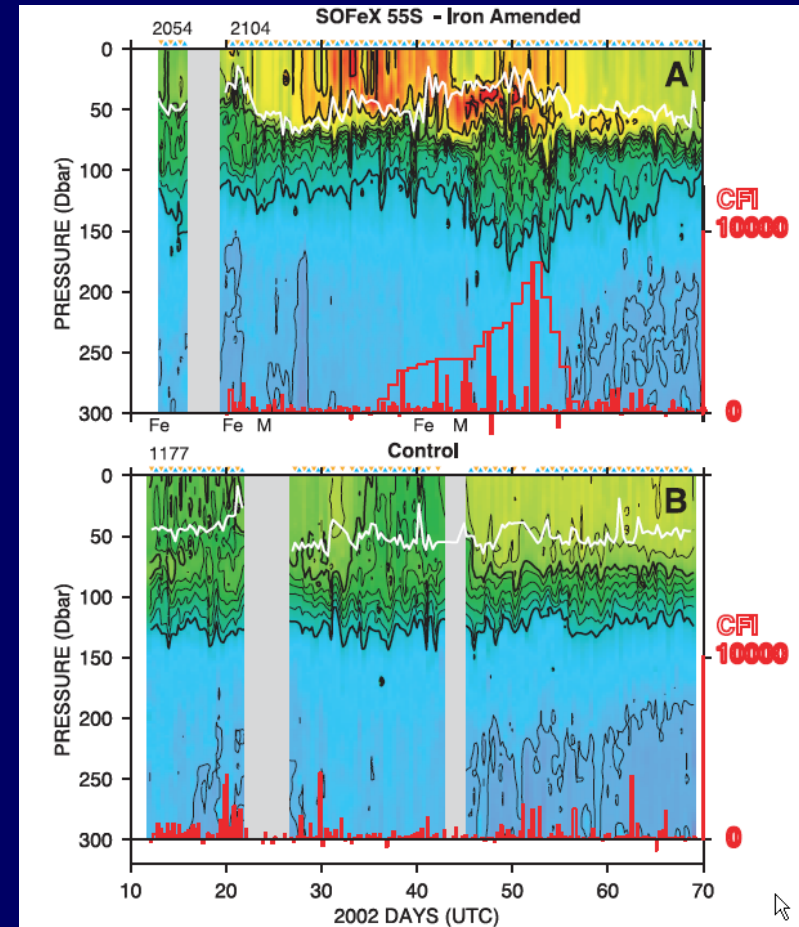 SOFeX 55S - Iron Amended
2054 2104
A
0
50
100
150
200
250
300
PRESSURE (Dbar)
CFI
10000
0
Fe Fe M Fe M
1177 Control
B
0
50
100
150
200
250
300
PRESSURE (Dbar)
CFI
10000
0
10 20 30 40 50 60 70
2002 DAYS (UTC)